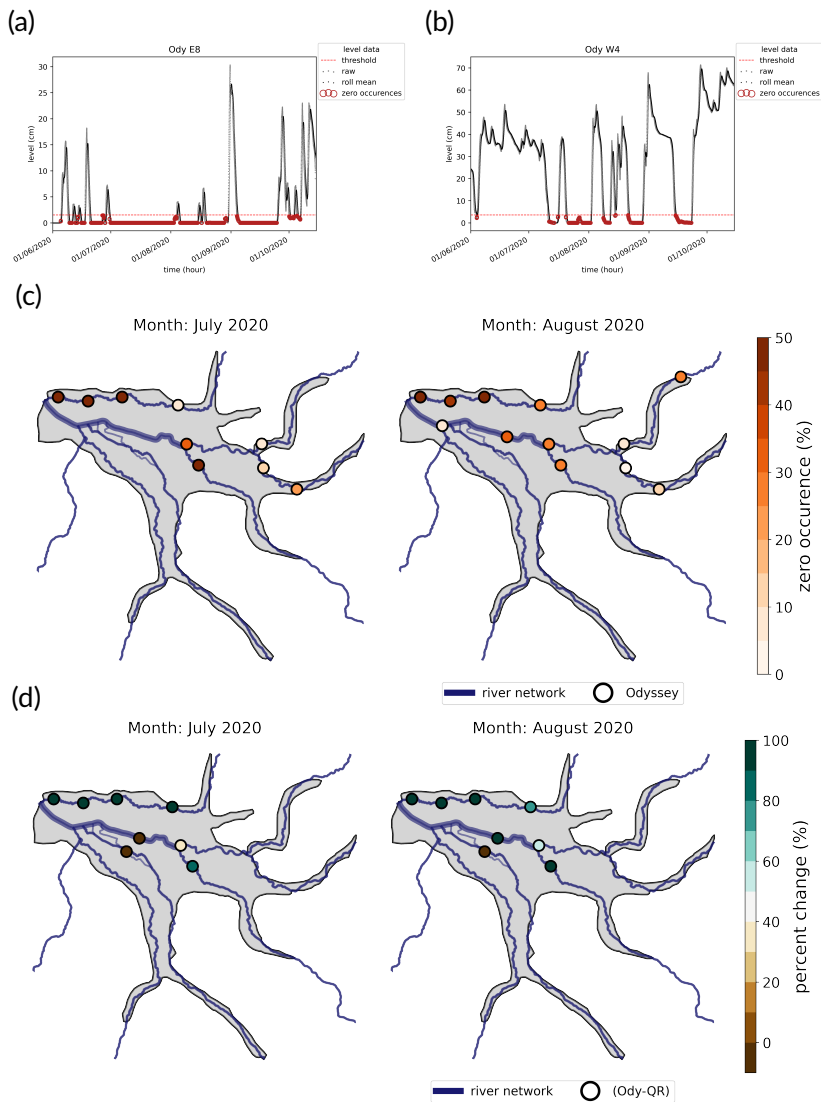 (a)
Ody E8
level (cm)
30
25
20
15
10
5
0
01/06/2020
01/07/2020
01/08/2020
01/09/2020
01/10/2020
time (hour)
level data
threshold
raw
roll mean
zero occurences
(b)
Ody W4
level (cm)
70
60
50
40
30
20
10
0
01/06/2020
01/07/2020
01/08/2020
01/09/2020
01/10/2020
time (hour)
level data
threshold
raw
roll mean
zero occurences
(c)
Month: July 2020
Month: August 2020
50
40
30
20
10
0
zero occurence (%)
river network
Odyssey
(d)
Month: July 2020
Month: August 2020
100
80
60
40
20
0
percent change (%)
river network
(Ody-QR)